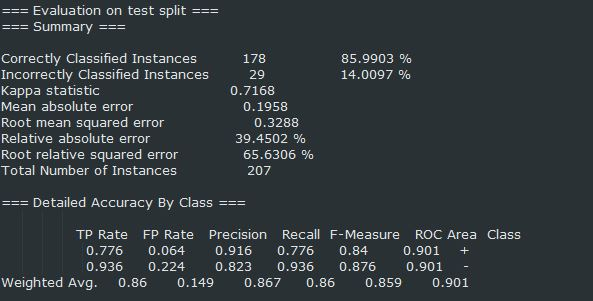 === Evaluation on test split ===
=== Summary ===
Correctly Classified Instances 178 85.9903 %
Incorrectly Classified Instances 29 14.0097 %
Kappa statistic 0.7168
Mean absolute error 0.1958
Root mean squared error 0.3288
Relative absolute error 39.4502 %
Root relative squared error 65.6306 %
Total Number of Instances 207
=== Detailed Accuracy By Class ===
TP Rate FP Rate Precision Recall F-Measure ROC Area Class
0.776 0.064 0.916 0.776 0.84 0.901 +
0.936 0.224 0.823 0.936 0.876 0.901 -
Weighted Avg. 0.86 0.149 0.867 0.86 0.859 0.901